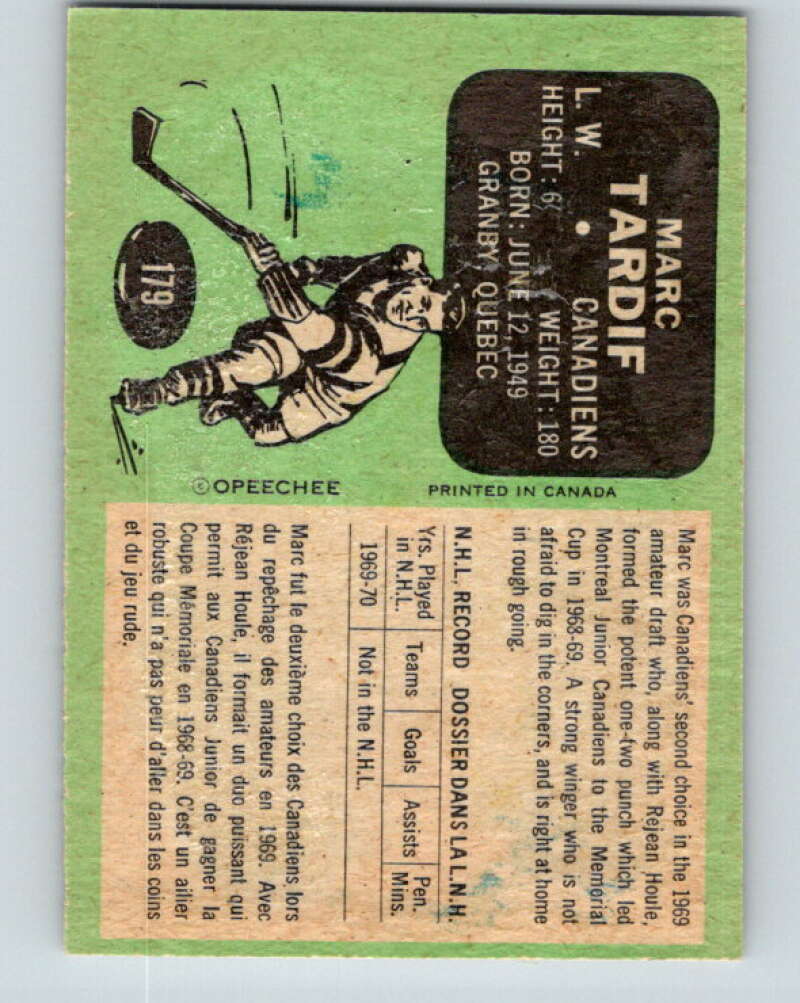 MARC
TARDIF
L. W. • CANADIENS
HEIGHT: 6' WEIGHT: 180
BORN: JUNE 12, 1949
GRANBY, QUEBEC
179
©OPEECHEE
PRINTED IN CANADA
Marc was Canadiens' second choice in the 1969
amateur draft who, along with Réjean Houle,
formed the potent one-two punch which led
Montreal Junior Canadiens to the Memorial
Cup in 1968-69. A strong winger who is not
afraid to dig in the corners, and is right at home
in rough going.
N.H.L. RECORD DOSSIER DANS LA L.N.H.
Yrs. Played in N.H.L. Teams Goals Assists Pen. Mins.
1969-70 Not in the N.H.L.
Marc fut le deuxième choix des Canadiens lors
du repêchage des amateurs en 1969. Avec
Réjean Houle, il formait un duo puissant qui
permit aux Canadiens Junior de gagner la
Coupe Mémoriale en 1968-69. C'est un ailier
robuste qui n'a pas peur d'aller dans les coins
et du jeu rude.